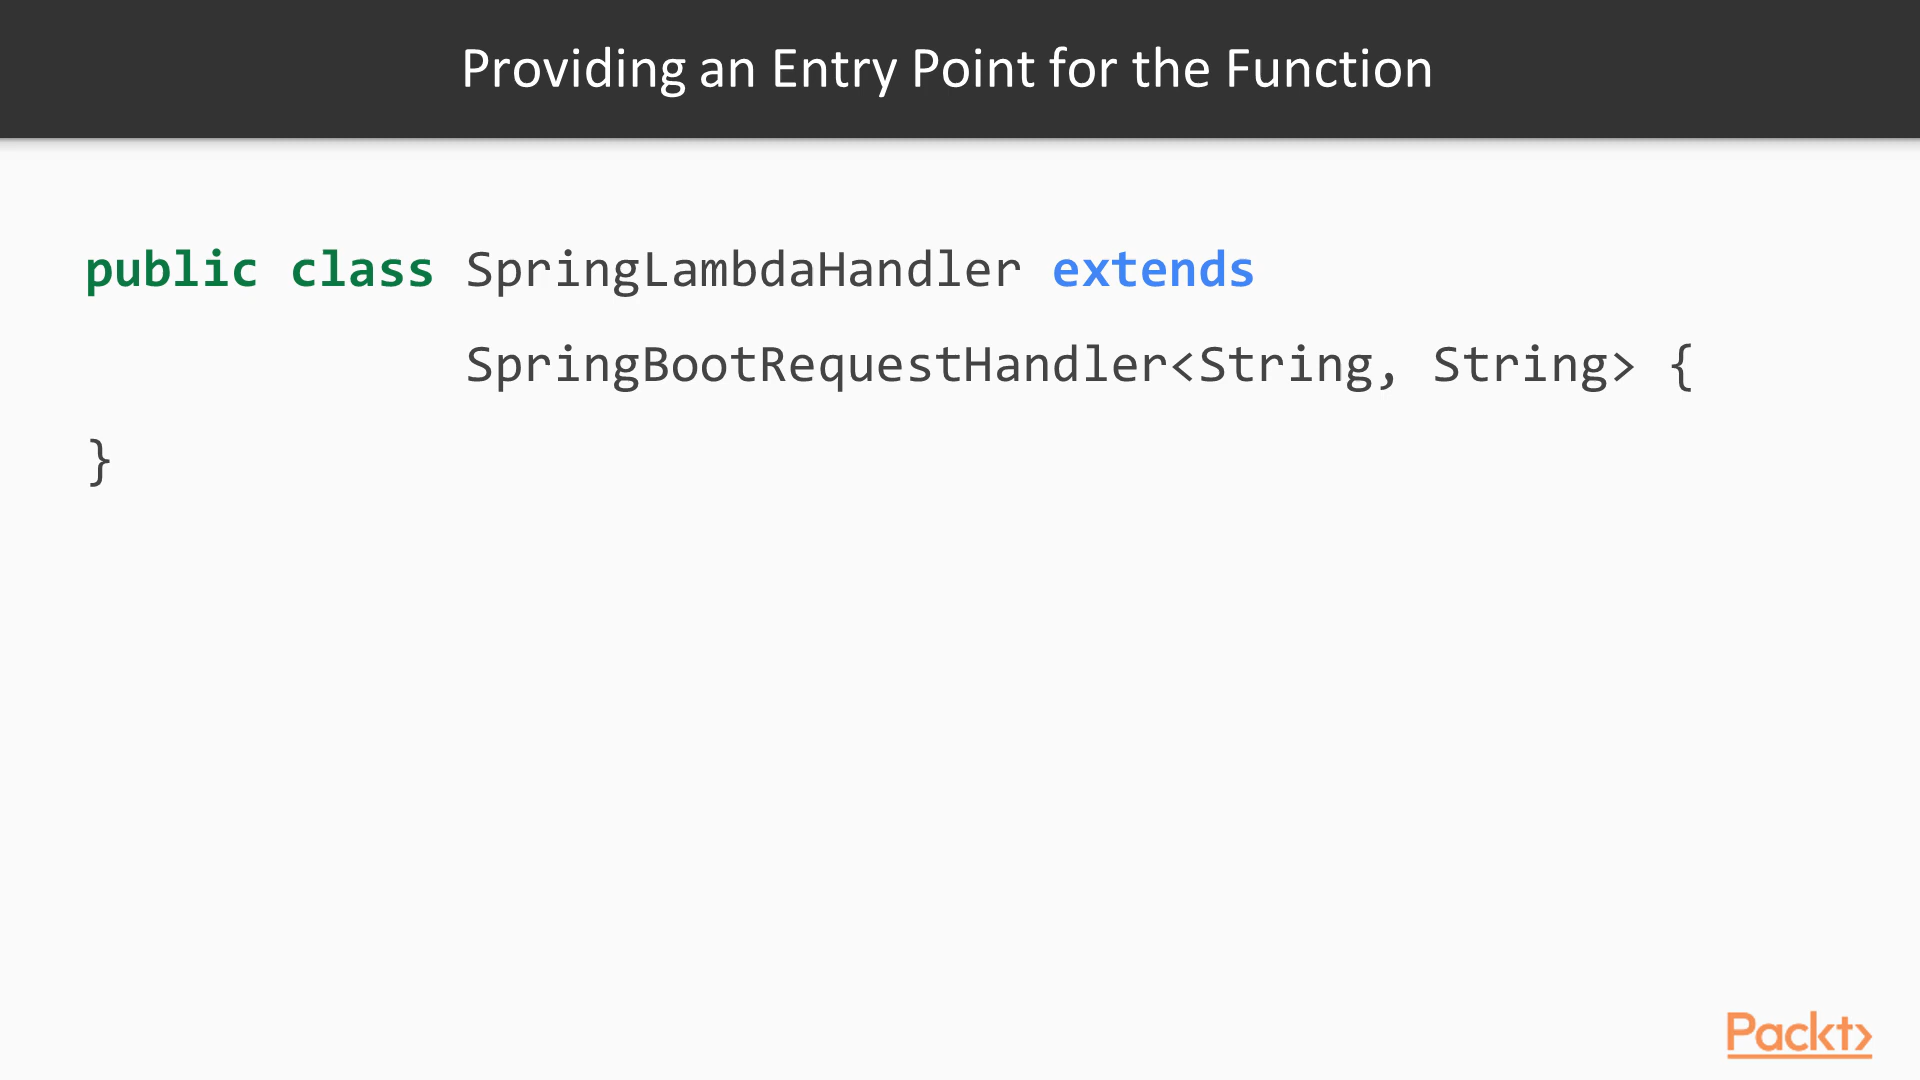 Providing an Entry Point for the Function
public class SpringLambdaHandler extends
SpringBootRequestHandler<String, String> {
}
Packt>